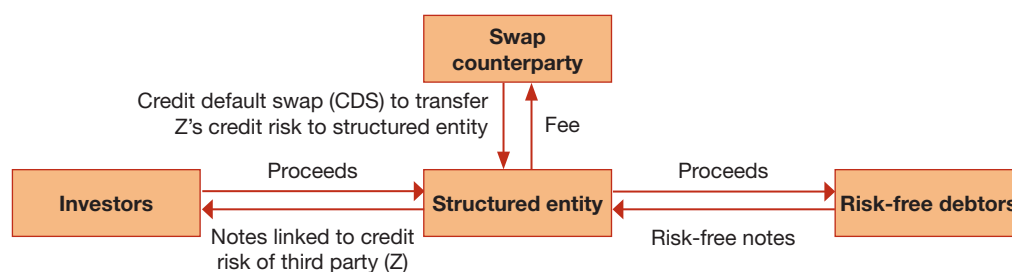 Swap
counterparty
Credit default swap (CDS) to transfer
Z's credit risk to structured entity
Fee
Proceeds
Proceeds
Investors
Structured entity
Risk-free debtors
Notes linked to credit
risk of third party (Z)
Risk-free notes